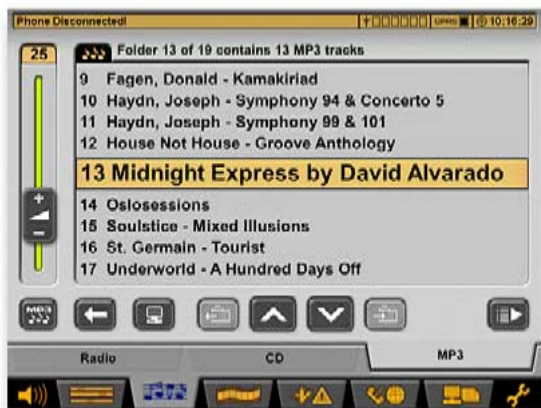 Phone Disconnected!
GPRS
10:16:29
25
Folder 13 of 19 contains 13 MP3 tracks
9 Fagen, Donald - Kamakiriad
10 Haydn, Joseph - Symphony 94 & Concerto 5
11 Haydn, Joseph - Symphony 99 & 101
12 House Not House - Groove Anthology
13 Midnight Express by David Alvarado
14 Oslosessions
15 Soulstice - Mixed Illusions
16 St. Germain - Tourist
17 Underworld - A Hundred Days Off
MP3
Radio
CD
MP3